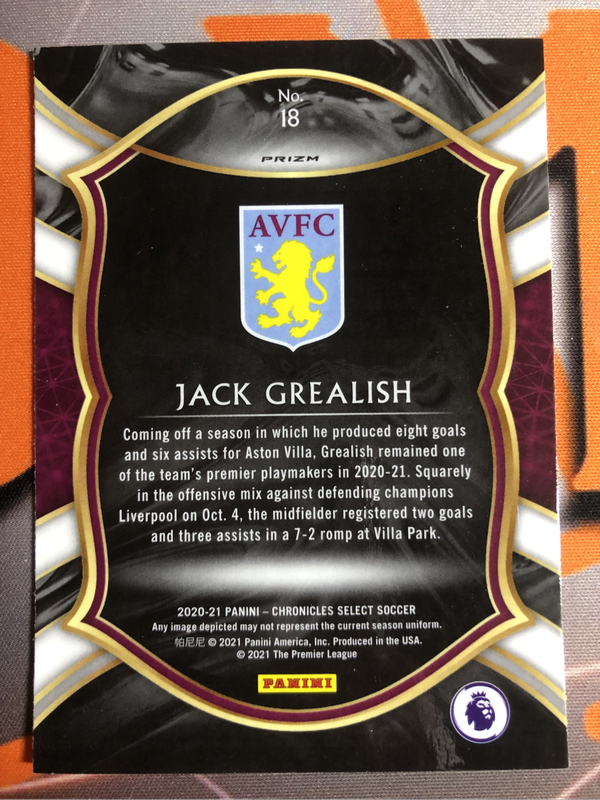 No.
18
PRIZM
AVFC
JACK GREALISH
Coming off a season in which he produced eight goals
and six assists for Aston Villa, Grealish remained one
of the team's premier playmakers in 2020-21. Squarely
in the offensive mix against defending champions
Liverpool on Oct. 4, the midfielder registered two goals
and three assists in a 7-2 romp at Villa Park.
2020-21 PANINI – CHRONICLES SELECT SOCCER
Any image depicted may not represent the current season uniform.
帕尼尼 © 2021 Panini America, Inc. Produced in the USA.
© 2021 The Premier League
PANINI